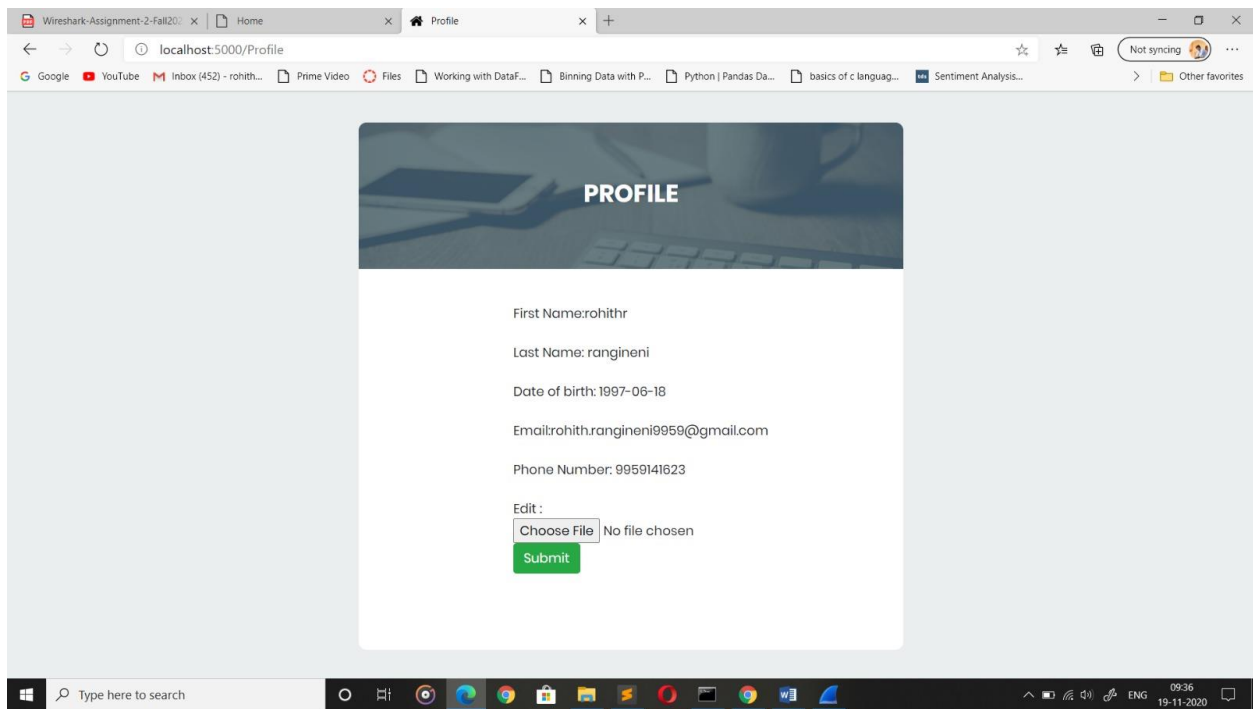 Wireshark-Assignment-2-Fall202
Home
Profile
localhost:5000/Profile
Not syncing
Google
YouTube
Inbox (452) - rohith...
Prime Video
Files
Working with DataF...
Binning Data with P...
Python | Pandas Da...
basics of c languag...
Sentiment Analysis...
Other favorites
PROFILE
First Name:rohithr
Last Name: rangineni
Date of birth: 1997-06-18
Email:rohith.rangineni9959@gmail.com
Phone Number: 9959141623
Edit :
Choose File No file chosen
Submit
Type here to search
ENG
09:36
19-11-2020